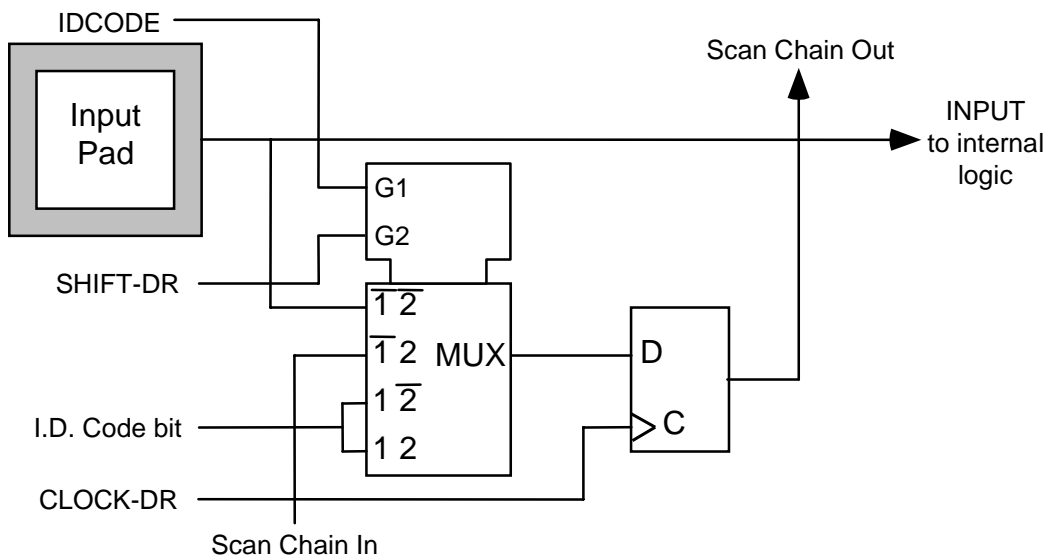 IDCODE
Scan Chain Out
Input
Pad
INPUT
to internal
logic
G1
G2
SHIFT-DR
1̅ 2̅
1̅ 2
MUX
D
1 2̅
I.D. Code bit
C
1 2
CLOCK-DR
Scan Chain In